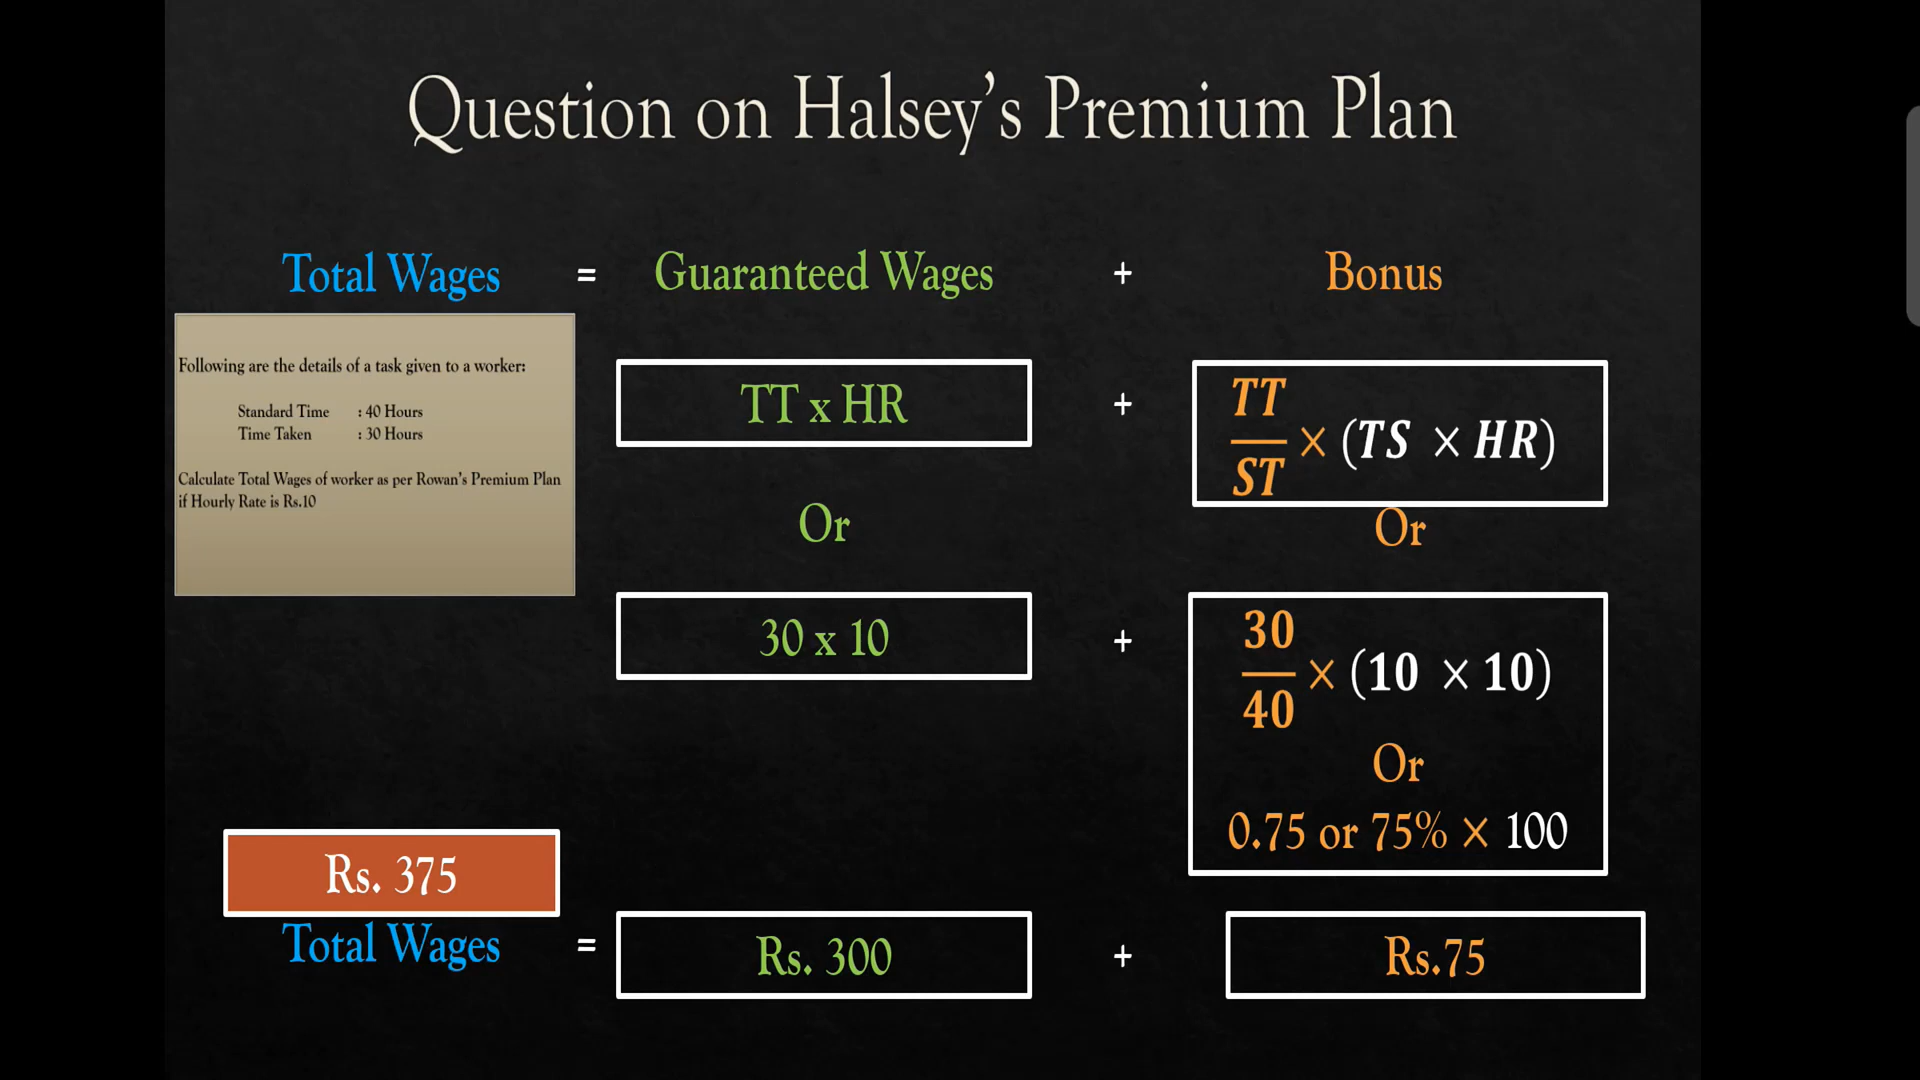 Question on Halsey's Premium Plan
Total Wages = Guaranteed Wages + Bonus
Following are the details of a task given to a worker:
Standard Time : 40 Hours
Time Taken : 30 Hours
Calculate Total Wages of worker as per Rowan's Premium Plan
if Hourly Rate is Rs.10
TT x HR + TT/ST × (TS × HR)
Or Or
30 x 10 + 30/40 × (10 × 10)
Or
0.75 or 75% × 100
Rs. 375
Total Wages = Rs. 300 + Rs.75